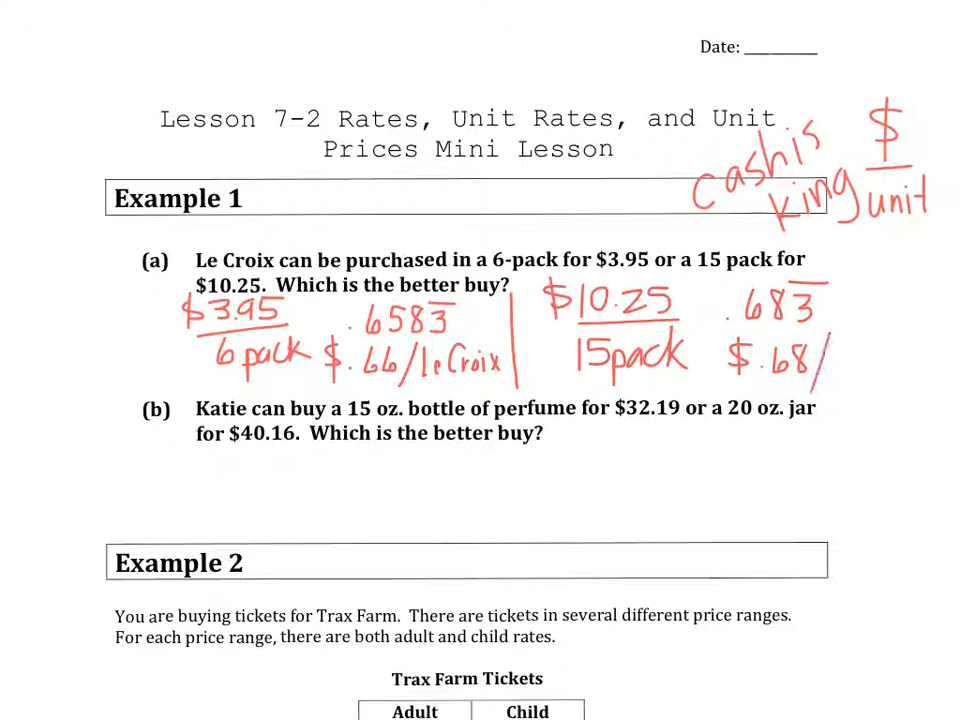 Date: __________
Lesson 7-2 Rates, Unit Rates, and Unit
Prices Mini Lesson
Cash is
king
$
unit
Example 1
(a) Le Croix can be purchased in a 6-pack for $3.95 or a 15 pack for
$10.25. Which is the better buy?
$3.95
6 pack
.6583̅
$.66/le Croix
$10.25
15pack
.683̅
$.68/
(b) Katie can buy a 15 oz. bottle of perfume for $32.19 or a 20 oz. jar
for $40.16. Which is the better buy?
Example 2
You are buying tickets for Trax Farm. There are tickets in several different price ranges.
For each price range, there are both adult and child rates.
Trax Farm Tickets
Adult Child